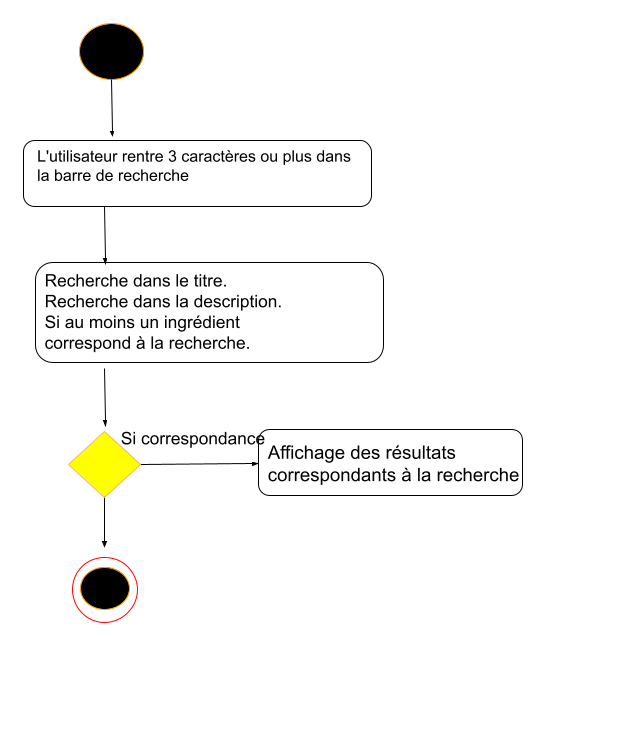 L'utilisateur rentre 3 caractères ou plus dans
la barre de recherche
Recherche dans le titre.
Recherche dans la description.
Si au moins un ingrédient
correspond à la recherche.
Si correspondance
Affichage des résultats
correspondants à la recherche